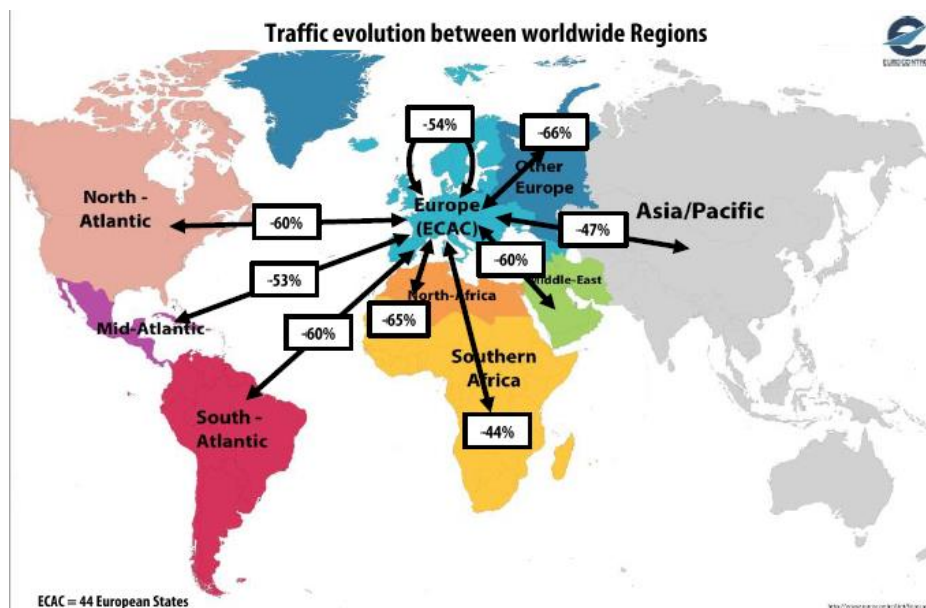 Traffic evolution between worldwide Regions
EUROCONTROL
-54%
-66%
Other
Europe
North -
Atlantic
Europe
(ECAC)
Asia/Pacific
-60%
-47%
-53%
-60%
Middle-East
North-Africa
Mid-Atlantic-
-60%
-65%
Southern
Africa
South -
Atlantic
-44%
ECAC = 44 European States